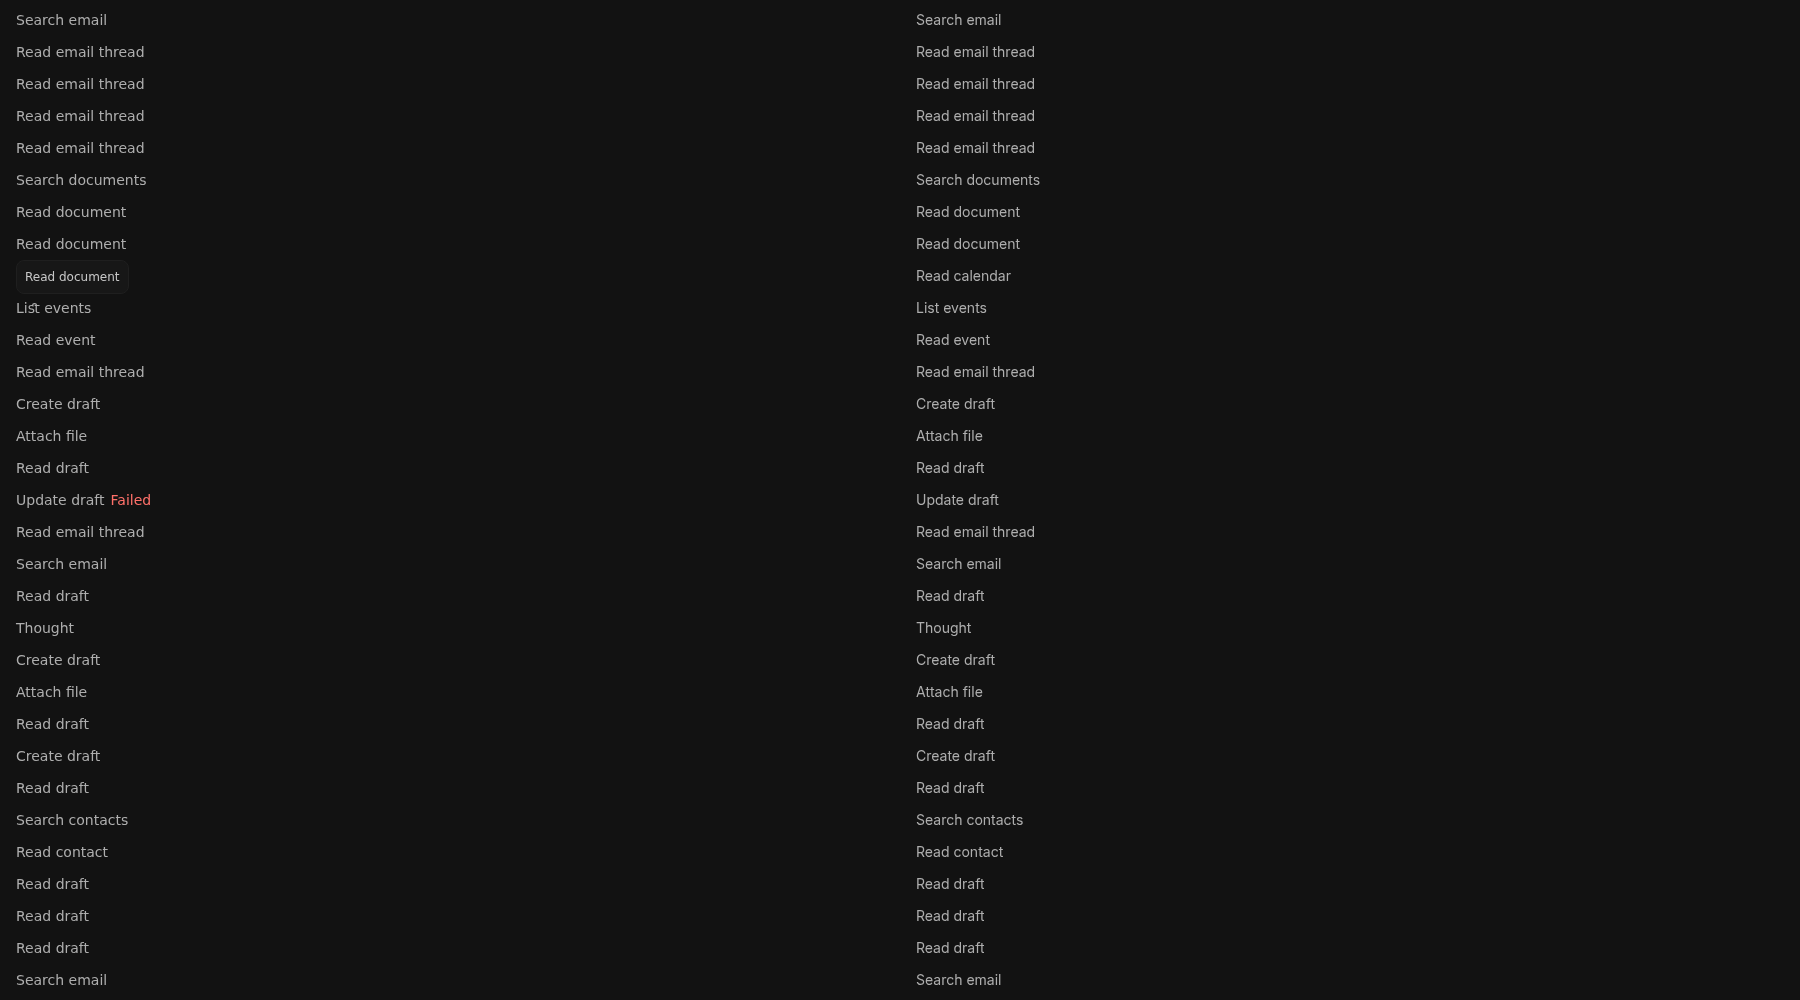 Search email
Read email thread
Read email thread
Read email thread
Read email thread
Search documents
Read document
Read document
Read document
List events
Read event
Read email thread
Create draft
Attach file
Read draft
Update draft Failed
Read email thread
Search email
Read draft
Thought
Create draft
Attach file
Read draft
Create draft
Read draft
Search contacts
Read contact
Read draft
Read draft
Read draft
Search email
Search email
Read email thread
Read email thread
Read email thread
Read email thread
Search documents
Read document
Read document
Read calendar
List events
Read event
Read email thread
Create draft
Attach file
Read draft
Update draft
Read email thread
Search email
Read draft
Thought
Create draft
Attach file
Read draft
Create draft
Read draft
Search contacts
Read contact
Read draft
Read draft
Read draft
Search email